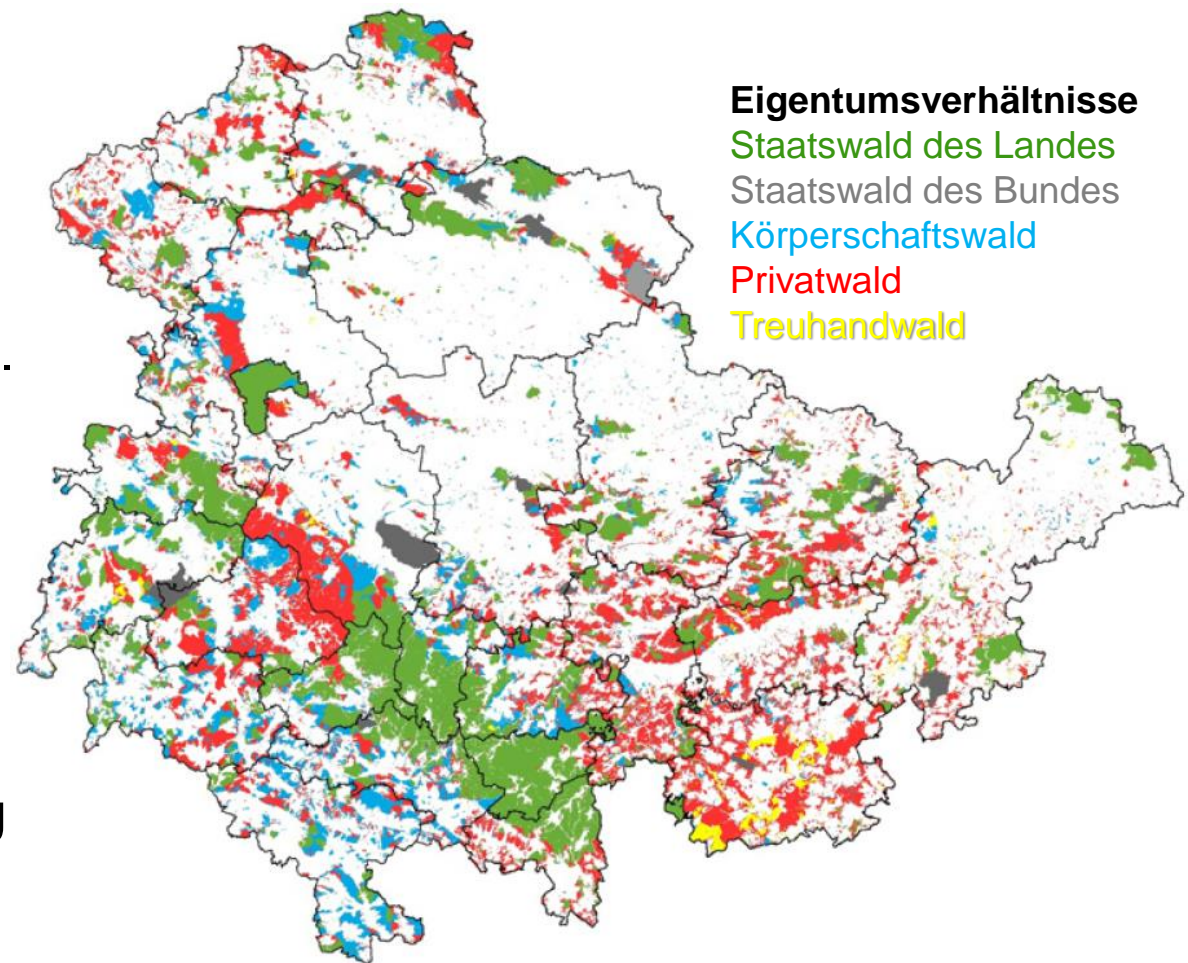 Eigentumsverhältnisse
Staatswald des Landes
Staatswald des Bundes
Körperschaftswald
Privatwald
Treuhandwald
.
g